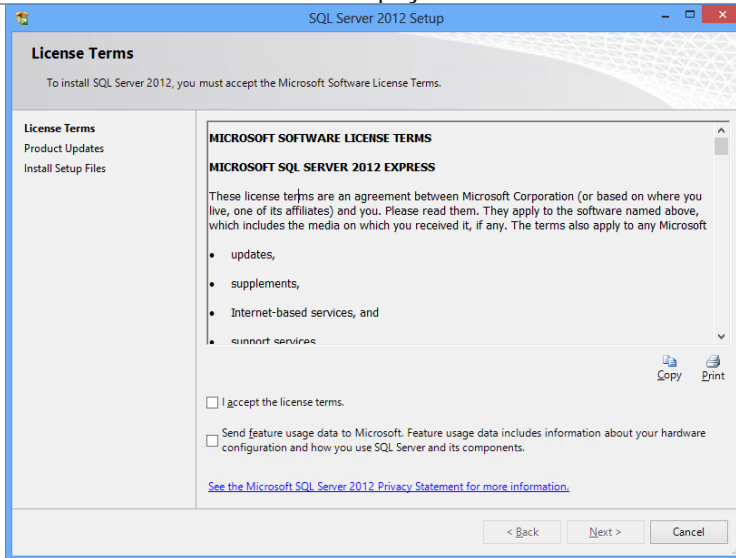 SQL Server 2012 Setup
License Terms
To install SQL Server 2012, you must accept the Microsoft Software License Terms.
License Terms
Product Updates
Install Setup Files
MICROSOFT SOFTWARE LICENSE TERMS
MICROSOFT SQL SERVER 2012 EXPRESS
These license terms are an agreement between Microsoft Corporation (or based on where you
live, one of its affiliates) and you. Please read them. They apply to the software named above,
which includes the media on which you received it, if any. The terms also apply to any Microsoft
• updates,
• supplements,
• Internet-based services, and
• support services
Copy Print
I accept the license terms.
Send feature usage data to Microsoft. Feature usage data includes information about your hardware
configuration and how you use SQL Server and its components.
See the Microsoft SQL Server 2012 Privacy Statement for more information.
< Back Next > Cancel